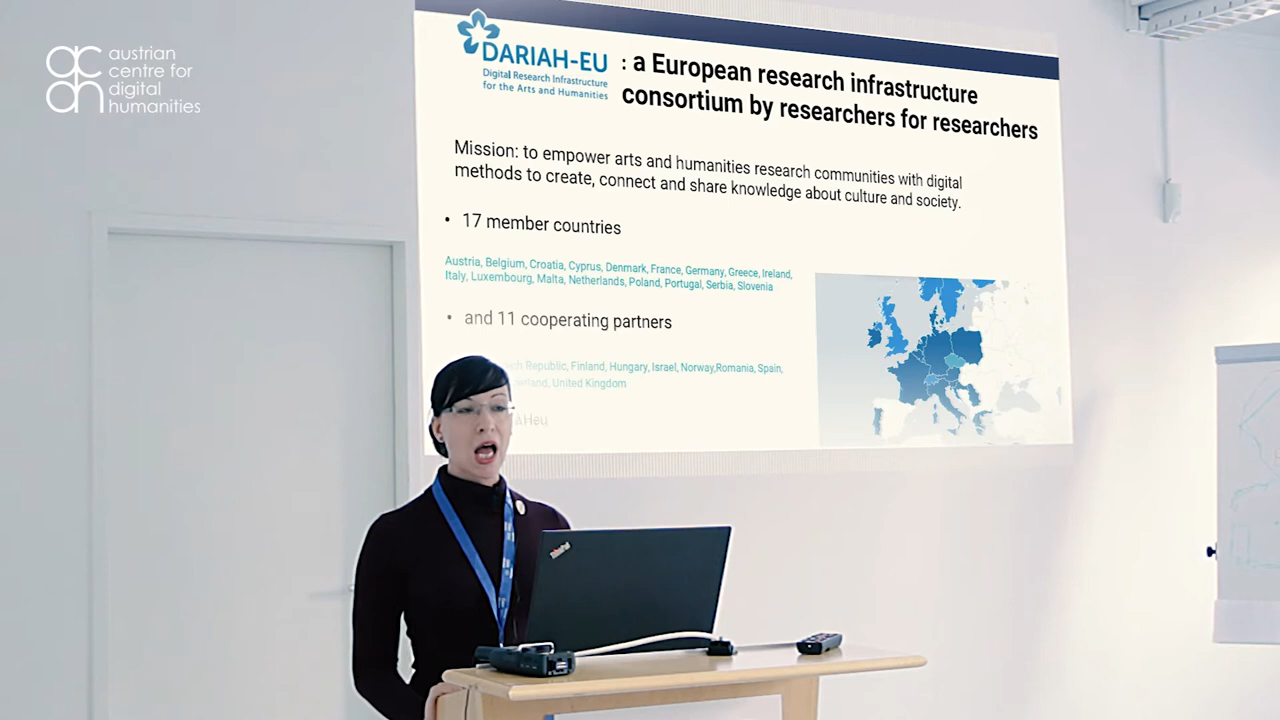 austrian
centre for
digital
humanities
DARIAH-EU
Digital Research Infrastructure
for the Arts and Humanities
: a European research infrastructure
consortium by researchers for researchers
Mission: to empower arts and humanities research communities with digital
methods to create, connect and share knowledge about culture and society.
• 17 member countries
Austria, Belgium, Croatia, Cyprus, Denmark, France, Germany, Greece, Ireland,
Italy, Luxembourg, Malta, Netherlands, Poland, Portugal, Serbia, Slovenia
• and 11 cooperating partners
Republic, Finland, Hungary, Israel, Norway,Romania, Spain,
United Kingdom
ThinkPad